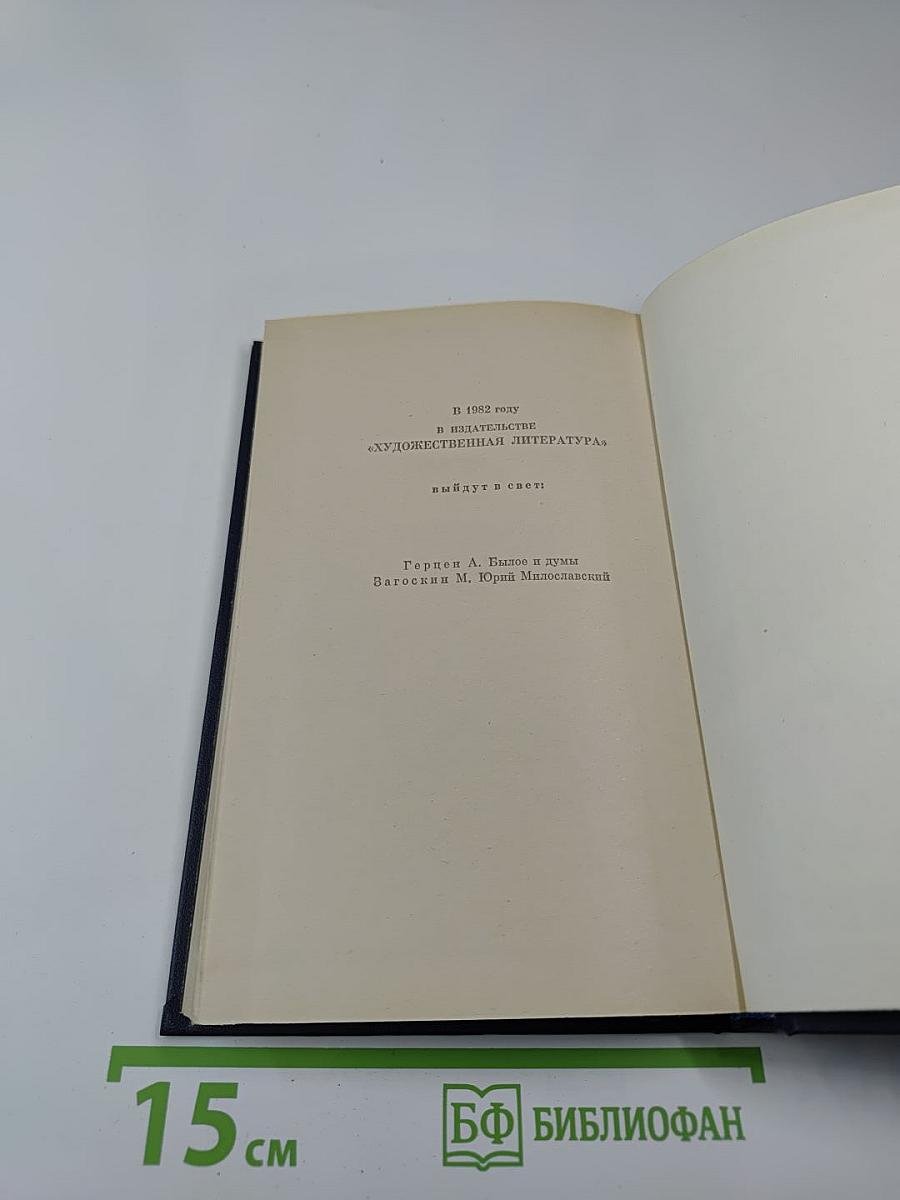 В 1982 году
В ИЗДАТЕЛЬСТВЕ
«ХУДОЖЕСТВЕННАЯ ЛИТЕРАТУРА»
выйдут в свет:
Герцен А. Былое и думы
Загоскин М. Юрий Милославский
15 см
БФ БИБЛИОФАН